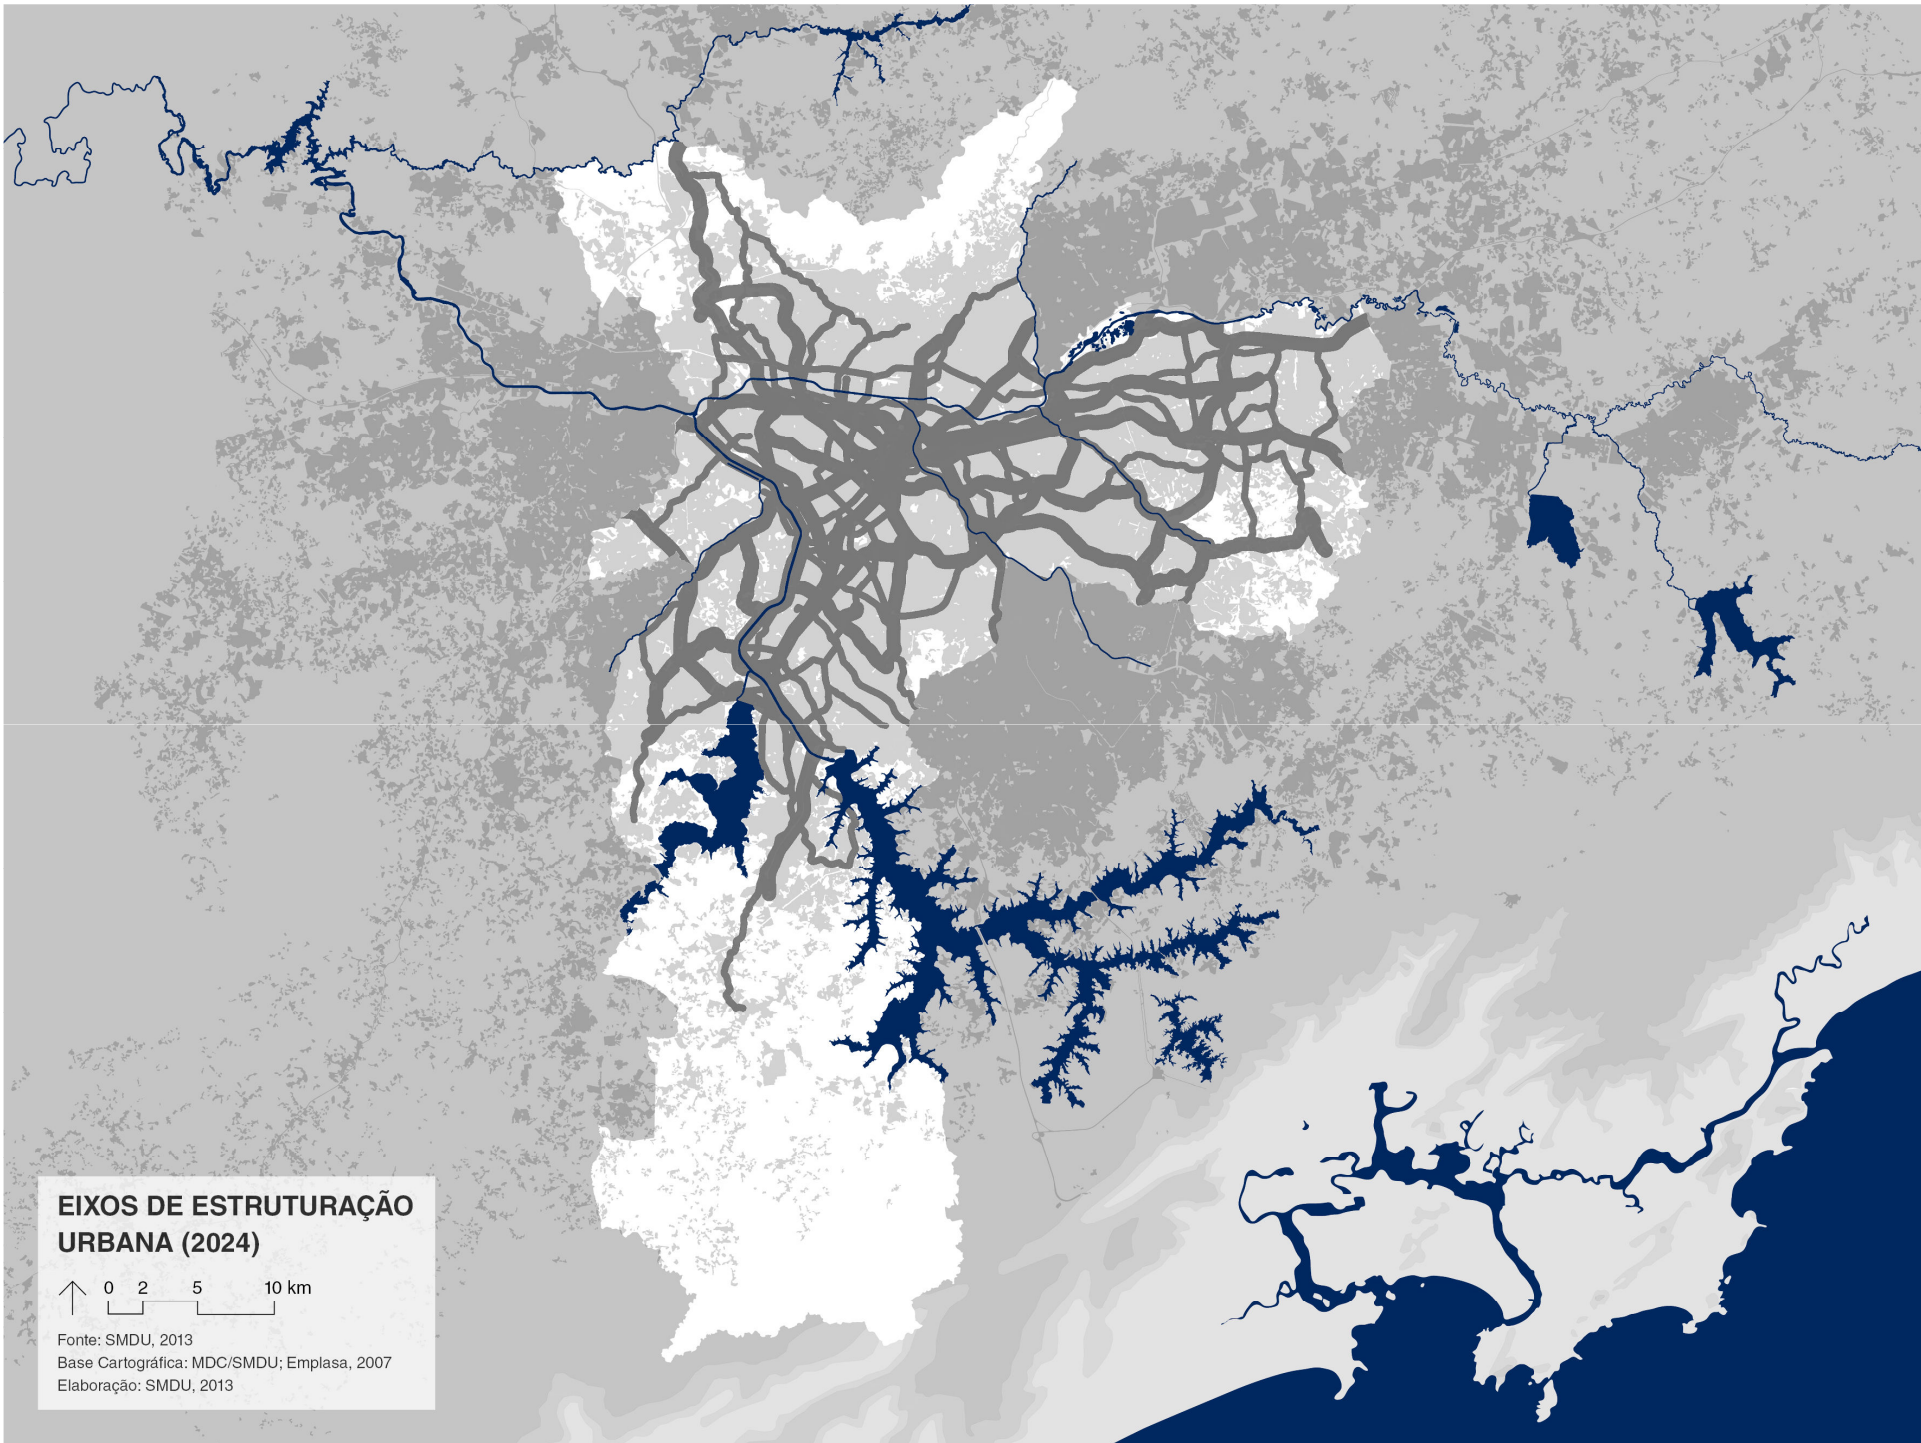 EIXOS DE ESTRUTURAÇÃO
URBANA (2024)
0 2 5 10 km
Fonte: SMDU, 2013
Base Cartográfica: MDC/SMDU; Emplasa, 2007
Elaboração: SMDU, 2013